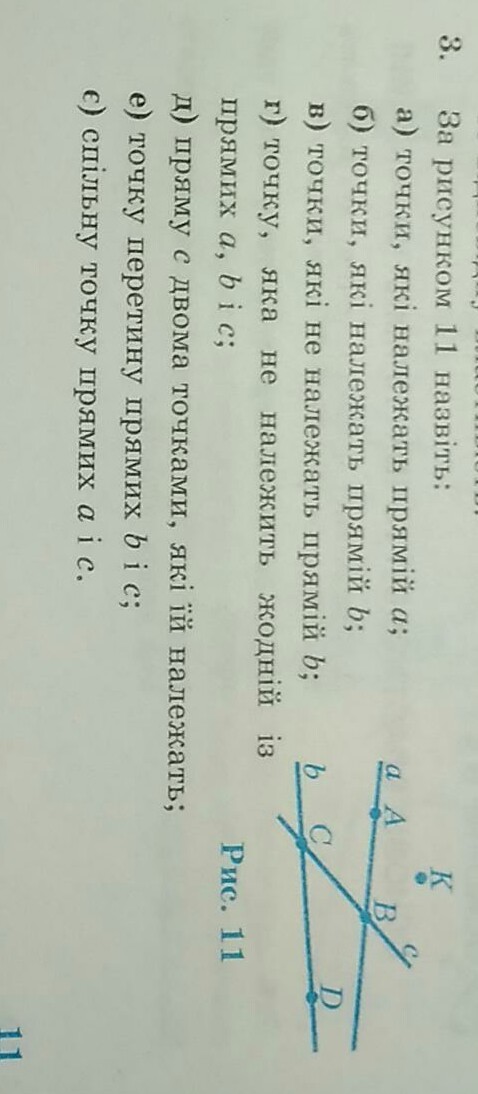 3. За рисунком 11 назвіть:
а) точки, які належать прямій a;
б) точки, які належать прямій b;
в) точки, які не належать прямій b;
г) точку, яка не належить жодній із
прямих a, b і c;
д) пряму c двома точками, які їй належать;
е) точку перетину прямих b і c;
є) спільну точку прямих a і c.
K
a A B c
b C D
Рис. 11
11